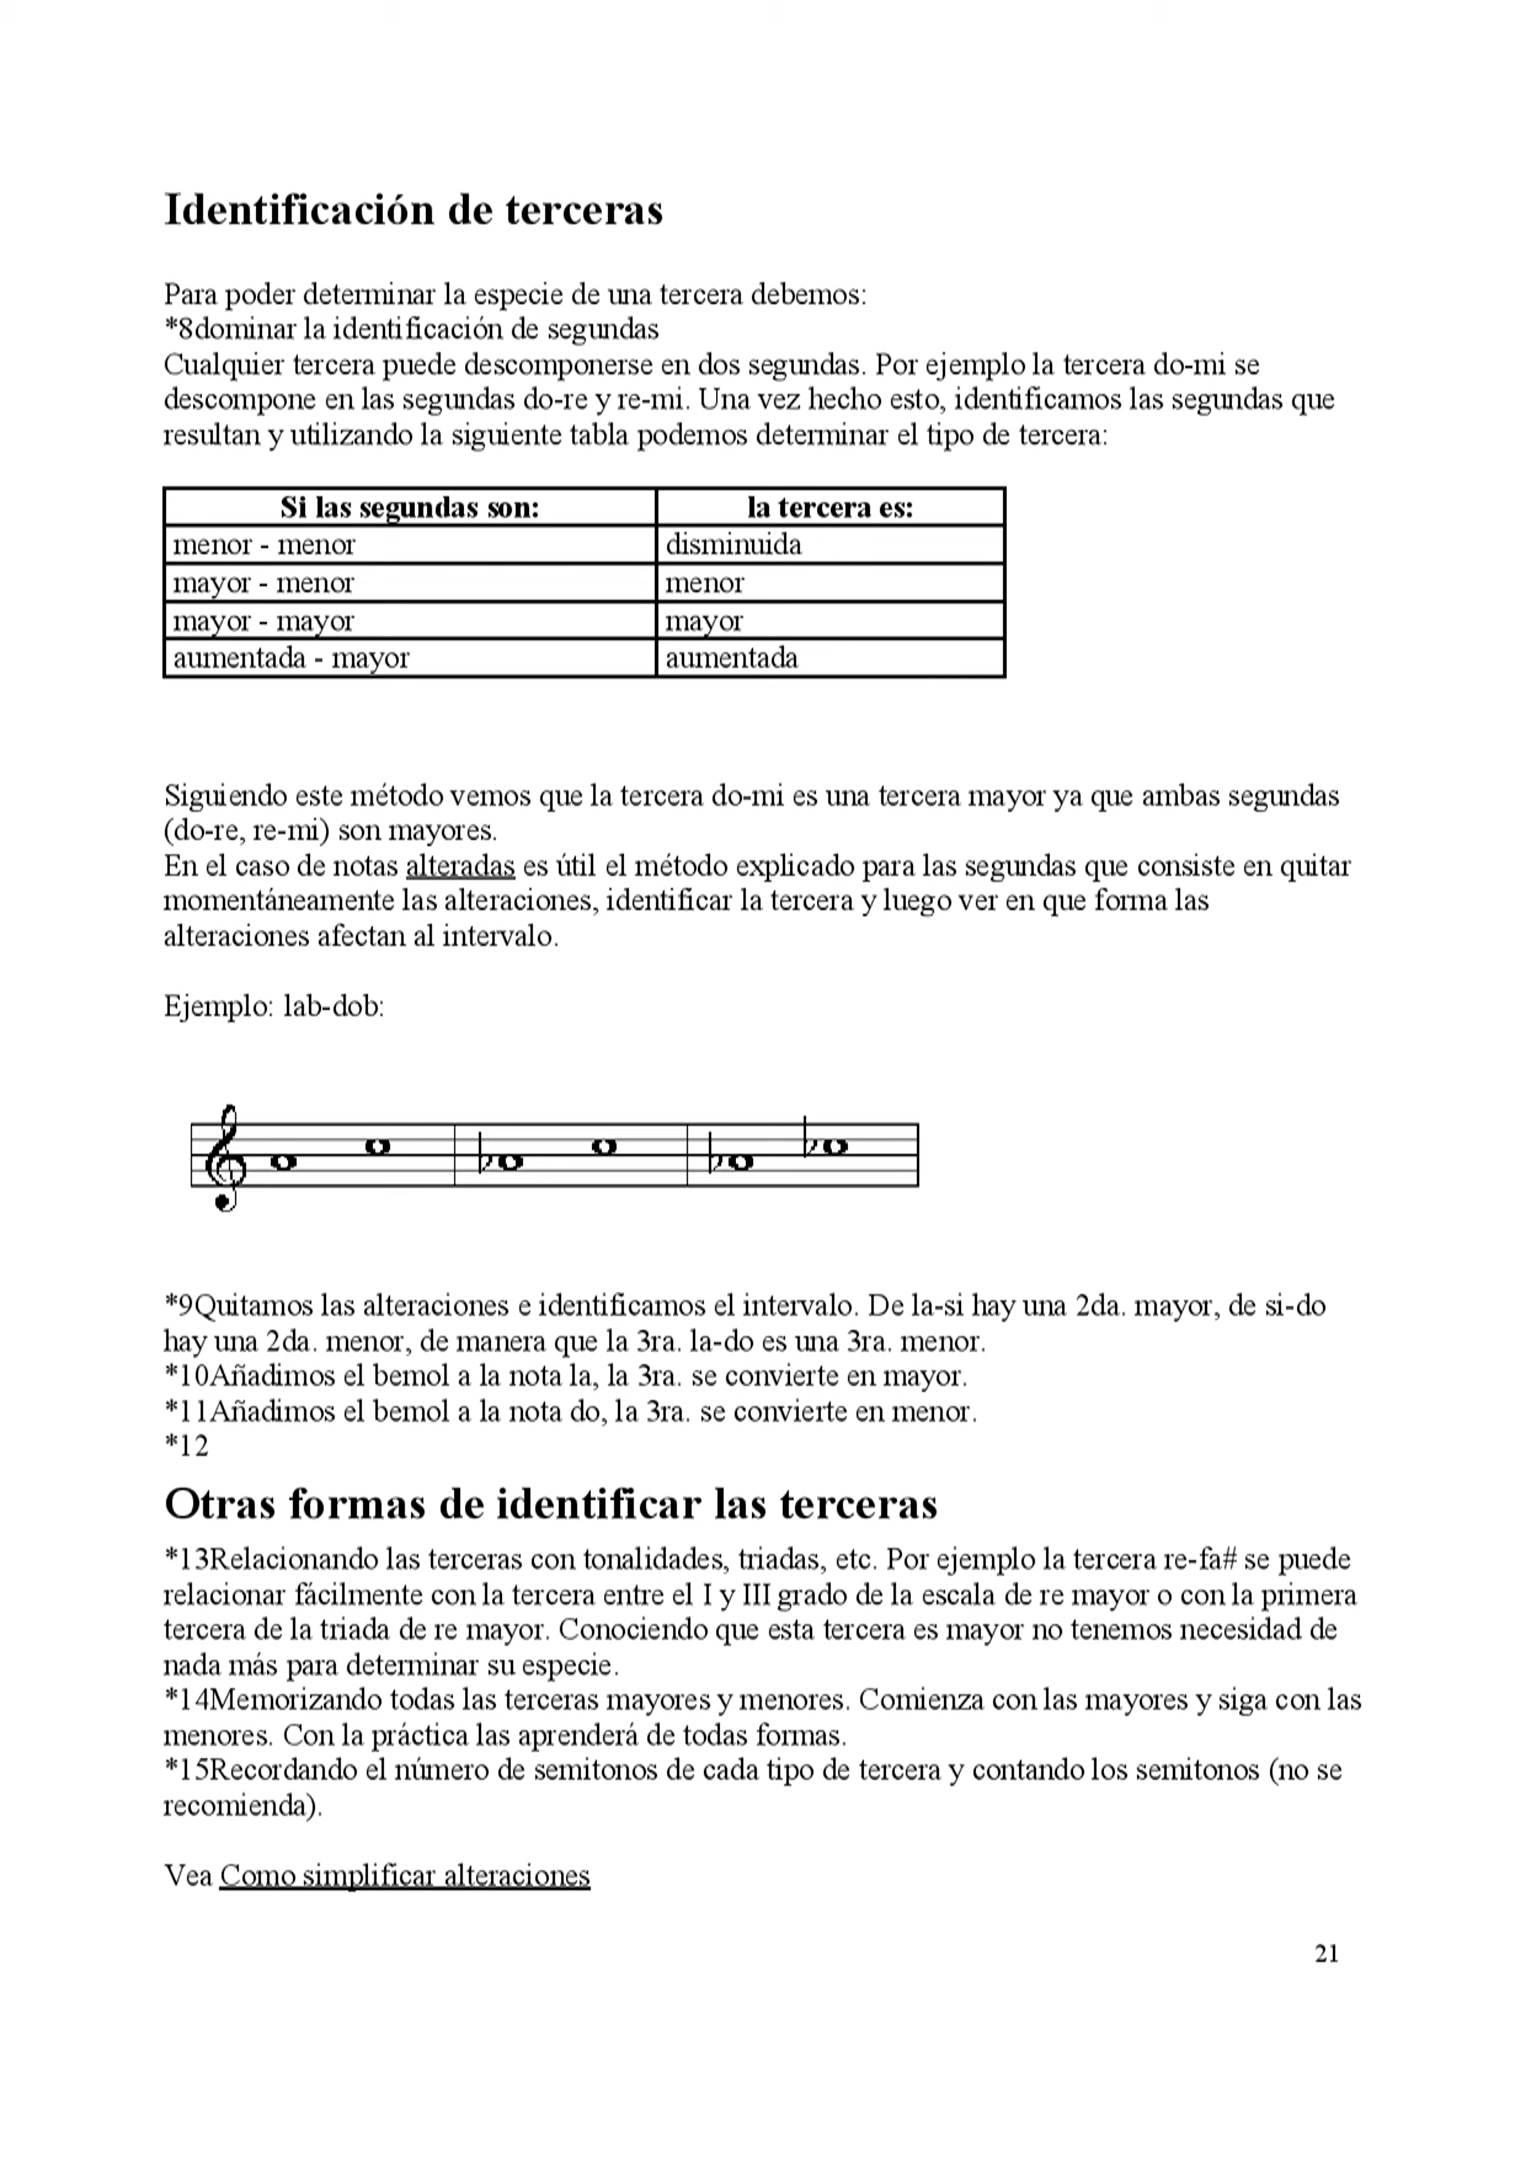 Identificación de terceras
Para poder determinar la especie de una tercera debemos:
*8dominar la identificación de segundas
Cualquier tercera puede descomponerse en dos segundas. Por ejemplo la tercera do-mi se
descompone en las segundas do-re y re-mi. Una vez hecho esto, identificamos las segundas que
resultan y utilizando la siguiente tabla podemos determinar el tipo de tercera:
Si las segundas son: la tercera es:
menor - menor disminuida
mayor - menor menor
mayor - mayor mayor
aumentada - mayor aumentada
Siguiendo este método vemos que la tercera do-mi es una tercera mayor ya que ambas segundas
(do-re, re-mi) son mayores.
En el caso de notas alteradas es útil el método explicado para las segundas que consiste en quitar
momentáneamente las alteraciones, identificar la tercera y luego ver en que forma las
alteraciones afectan al intervalo.
Ejemplo: lab-dob:
*9Quitamos las alteraciones e identificamos el intervalo. De la-si hay una 2da. mayor, de si-do
hay una 2da. menor, de manera que la 3ra. la-do es una 3ra. menor.
*10Añadimos el bemol a la nota la, la 3ra. se convierte en mayor.
*11Añadimos el bemol a la nota do, la 3ra. se convierte en menor.
*12
Otras formas de identificar las terceras
*13Relacionando las terceras con tonalidades, triadas, etc. Por ejemplo la tercera re-fa# se puede
relacionar fácilmente con la tercera entre el I y III grado de la escala de re mayor o con la primera
tercera de la triada de re mayor. Conociendo que esta tercera es mayor no tenemos necesidad de
nada más para determinar su especie.
*14Memorizando todas las terceras mayores y menores. Comienza con las mayores y siga con las
menores. Con la práctica las aprenderá de todas formas.
*15Recordando el número de semitonos de cada tipo de tercera y contando los semitonos (no se
recomienda).
Vea Como simplificar alteraciones
21